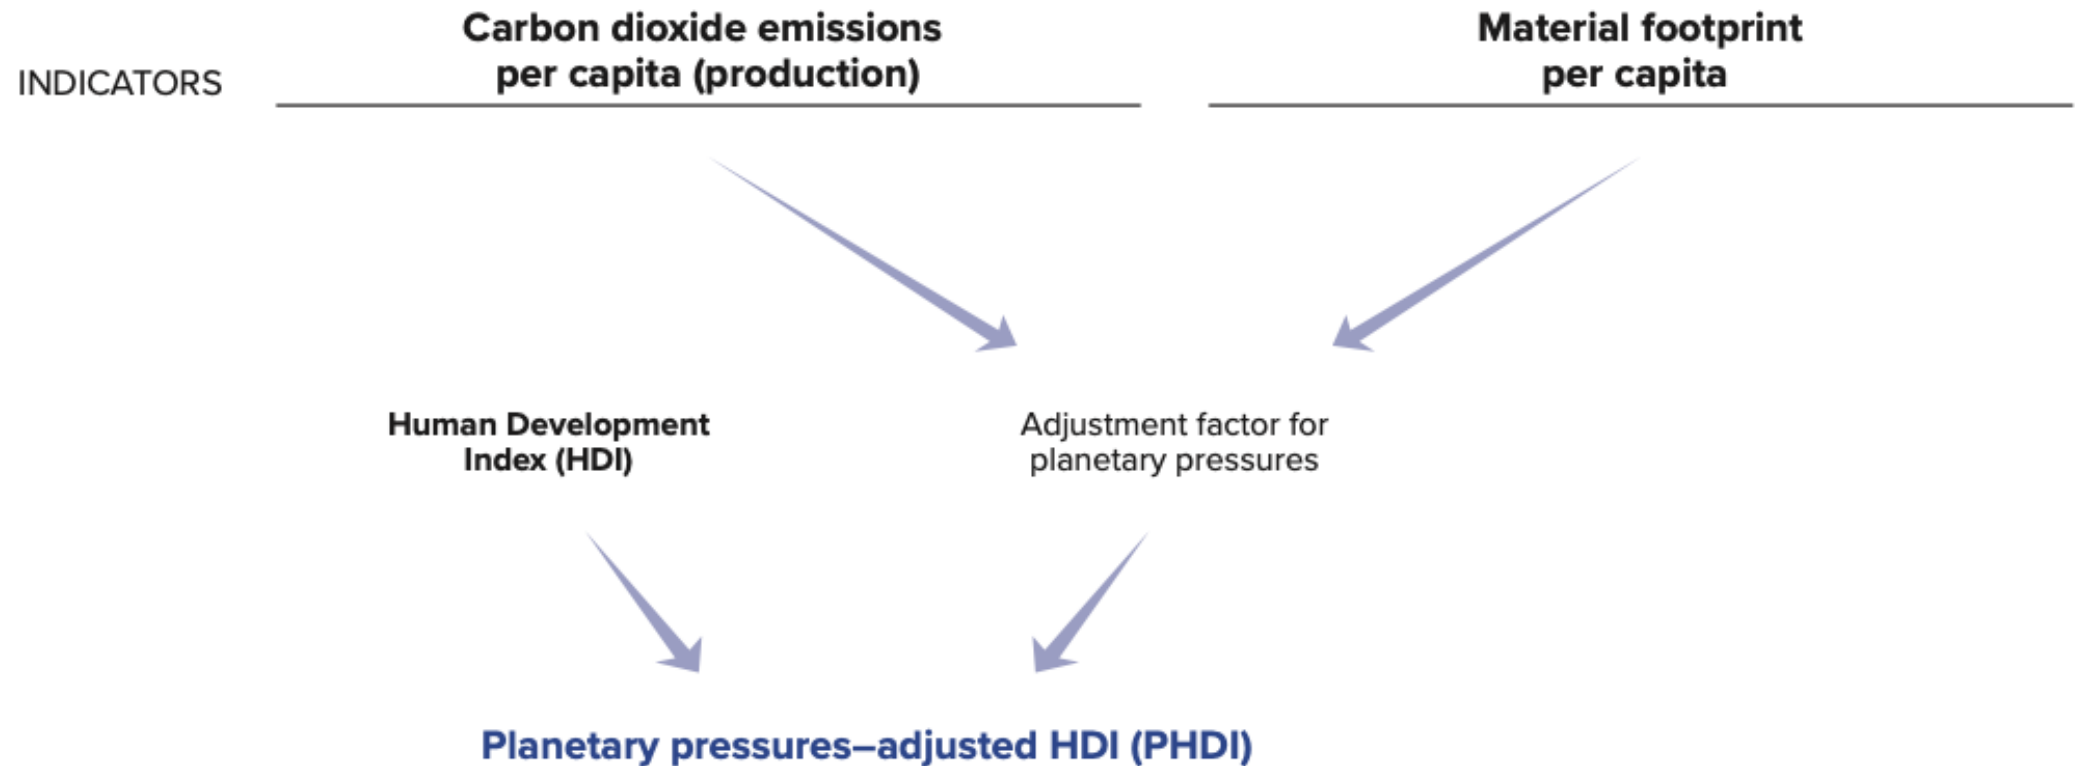 Carbon dioxide emissions
per capita (production)
Material footprint
per capita
INDICATORS
Human Development
Index (HDI)
Adjustment factor for
planetary pressures
Planetary pressures–adjusted HDI (PHDI)